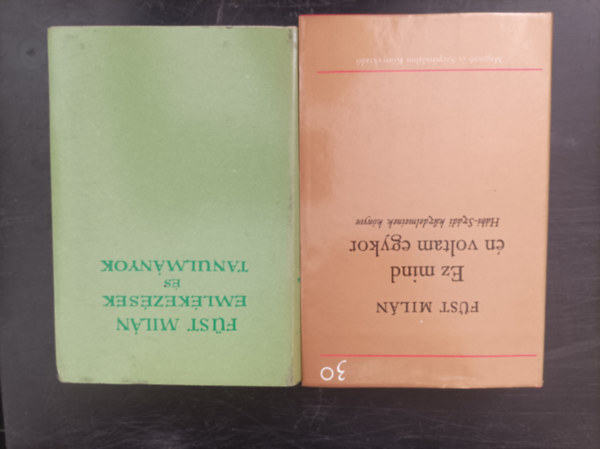 FÜST MILÁN
EMLÉKEZÉSEK
ÉS
TANULMÁNYOK
FÜST MILÁN
Ez mind
én voltam egykor
Hábi-Szádi küzdelmeinek könyve
Magvető és Szépirodalmi Könyvkiadó
30